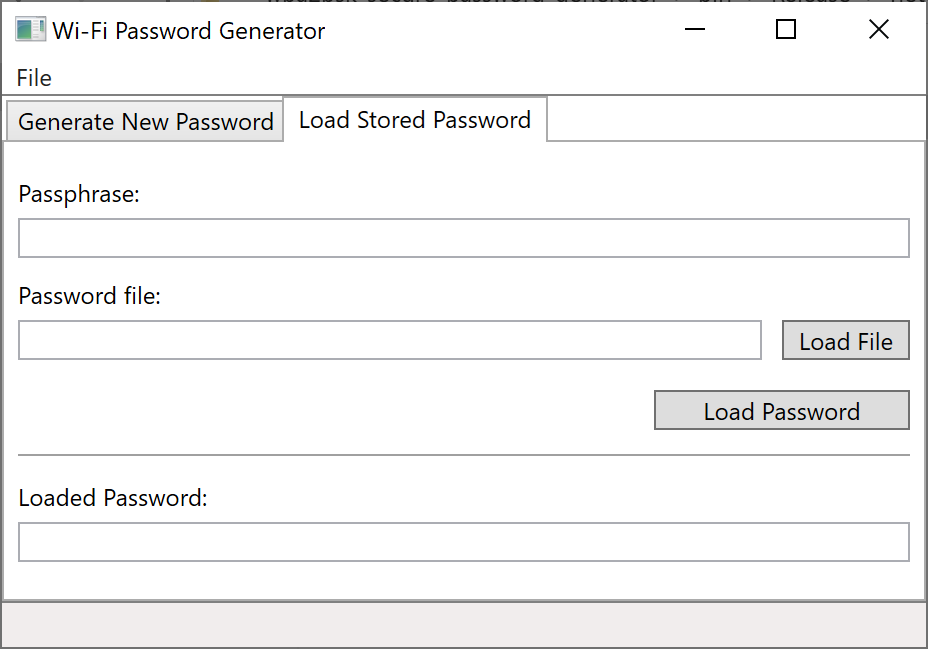 Wi-Fi Password Generator
File
Generate New Password Load Stored Password
Passphrase:
Password file:
Load File
Load Password
Loaded Password: